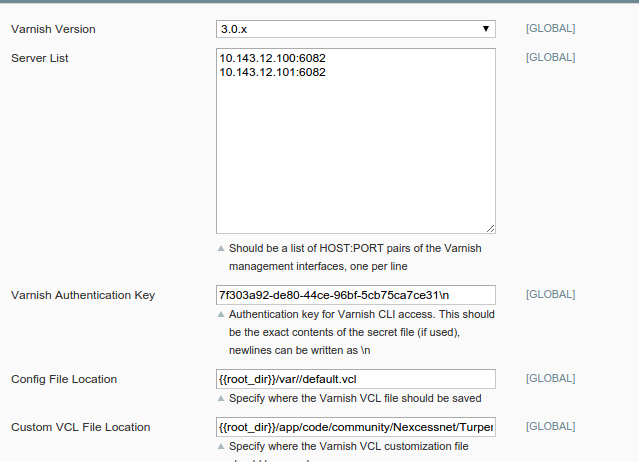 Varnish Version 3.0.x [GLOBAL]
Server List 10.143.12.100:6082 [GLOBAL]
10.143.12.101:6082
Should be a list of HOST:PORT pairs of the Varnish
management interfaces, one per line
Varnish Authentication Key 7f303a92-de80-44ce-96bf-5cb75ca7ce31\n [GLOBAL]
Authentication key for Varnish CLI access. This should
be the exact contents of the secret file (if used),
newlines can be written as \n
Config File Location {{root_dir}}/var//default.vcl [GLOBAL]
Specify where the Varnish VCL file should be saved
Custom VCL File Location {{root_dir}}/app/code/community/Nexcessnet/Turper [GLOBAL]
Specify where the Varnish VCL customization file